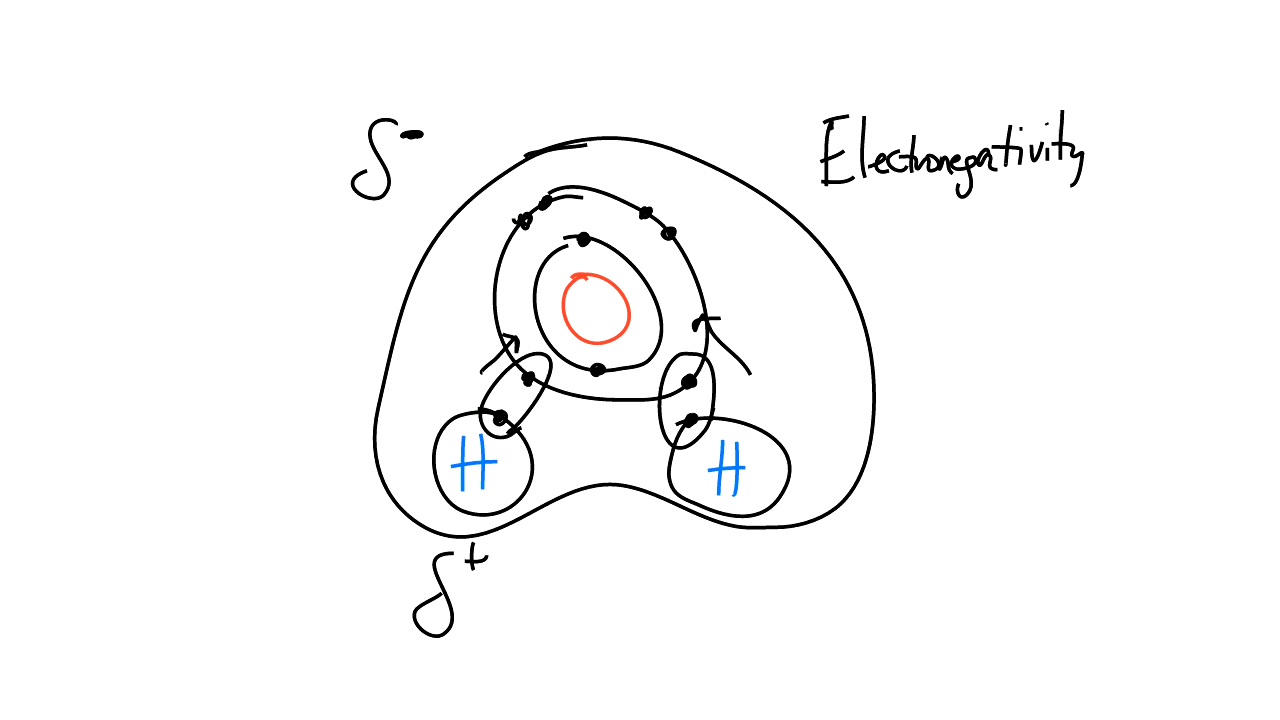 δ-
Electronegativity
H H
δ+